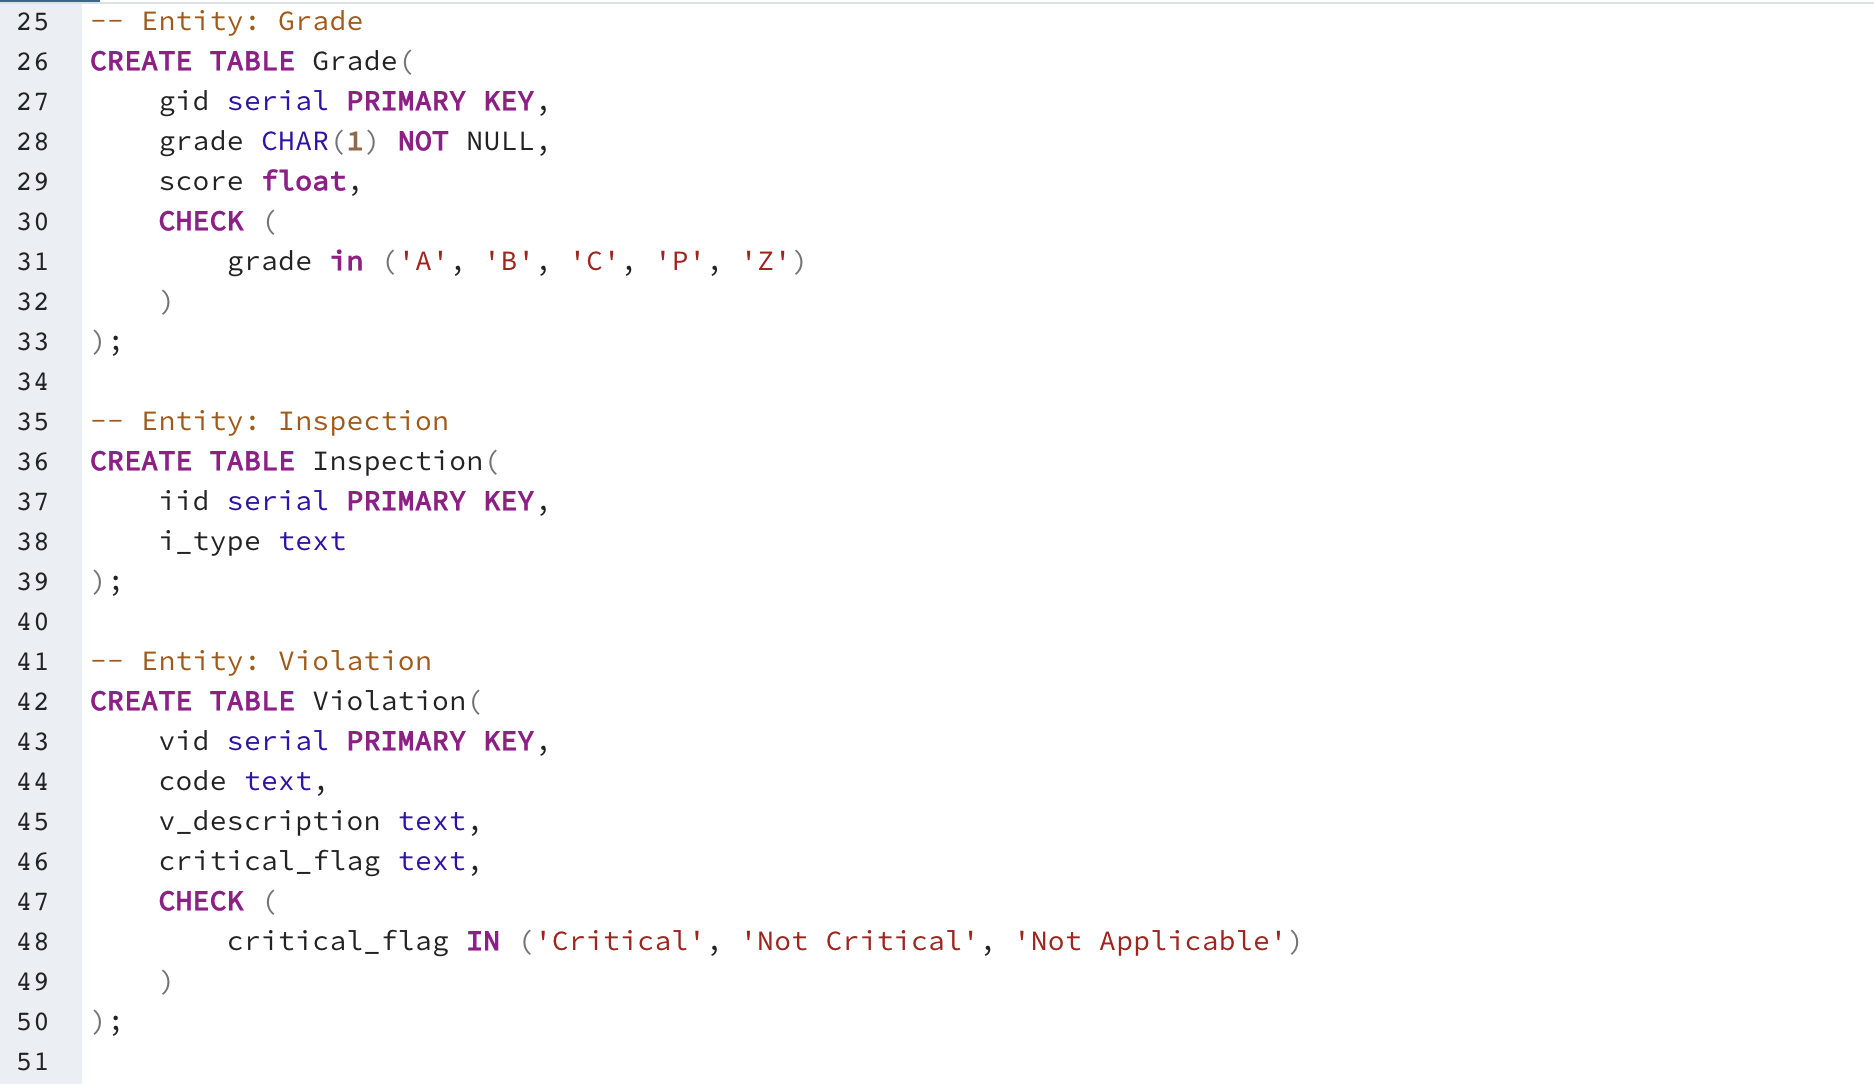 25 -- Entity: Grade
26 CREATE TABLE Grade(
27     gid serial PRIMARY KEY,
28     grade CHAR(1) NOT NULL,
29     score float,
30     CHECK (
31         grade in ('A', 'B', 'C', 'P', 'Z')
32     )
33 );
34
35 -- Entity: Inspection
36 CREATE TABLE Inspection(
37     iid serial PRIMARY KEY,
38     i_type text
39 );
40
41 -- Entity: Violation
42 CREATE TABLE Violation(
43     vid serial PRIMARY KEY,
44     code text,
45     v_description text,
46     critical_flag text,
47     CHECK (
48         critical_flag IN ('Critical', 'Not Critical', 'Not Applicable')
49     )
50 );
51